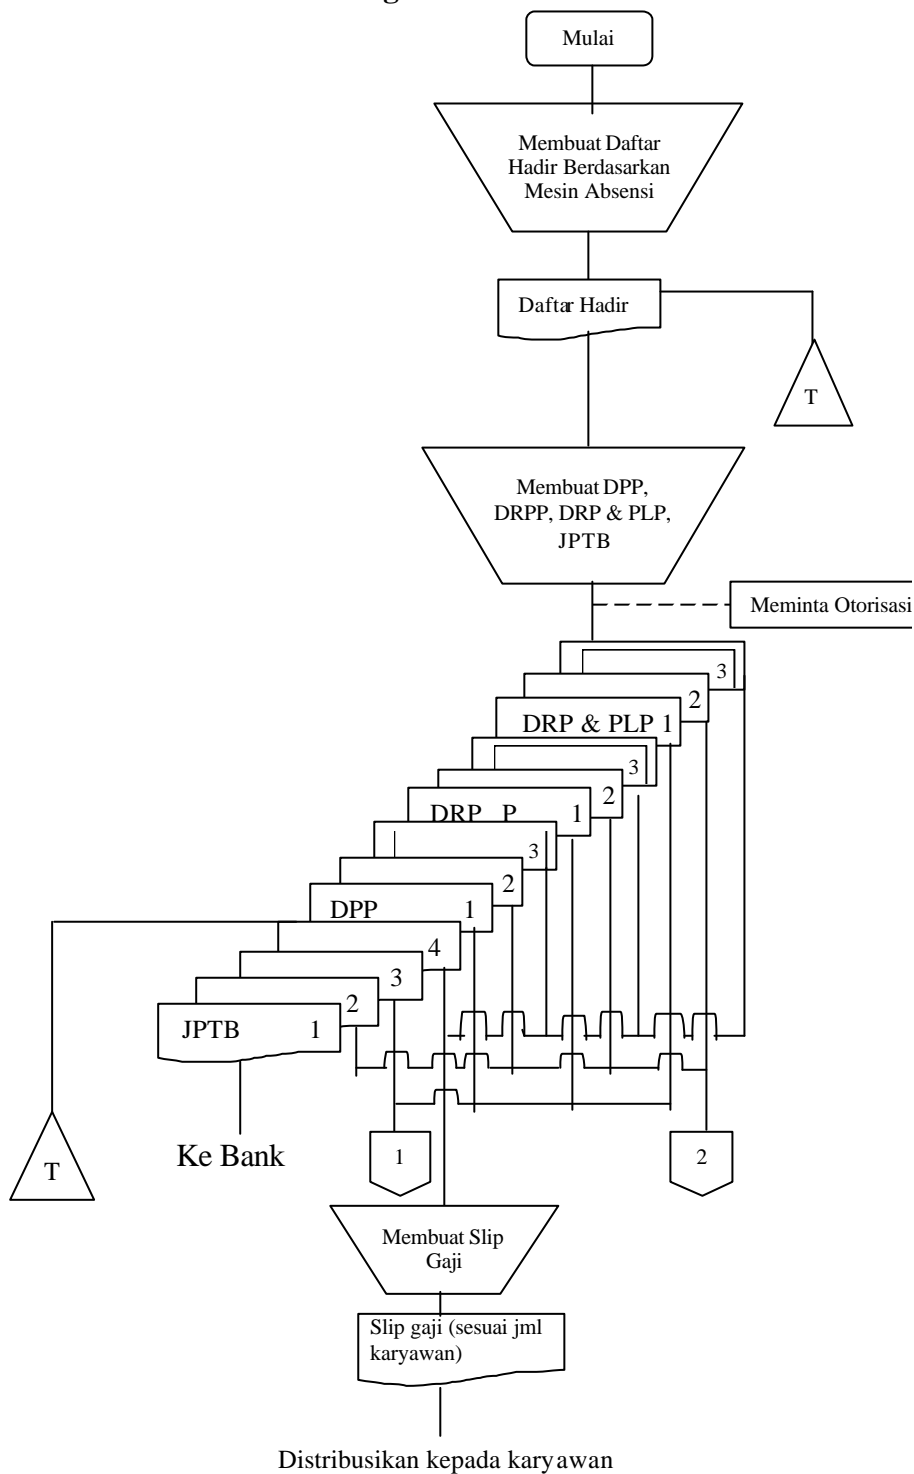 Mulai
Membuat Daftar
Hadir Berdasarkan
Mesin Absensi
Daftar Hadir
T
Membuat DPP,
DRPP, DRP & PLP,
JPTB
Meminta Otorisasi
3
2
DRP & PLP 1
3
2
DRP P 1
3
2
DPP 1
4
3
2
JPTB 1
T
Ke Bank
1
2
Membuat Slip
Gaji
Slip gaji (sesuai jml
karyawan)
Distribusikan kepada karyawan